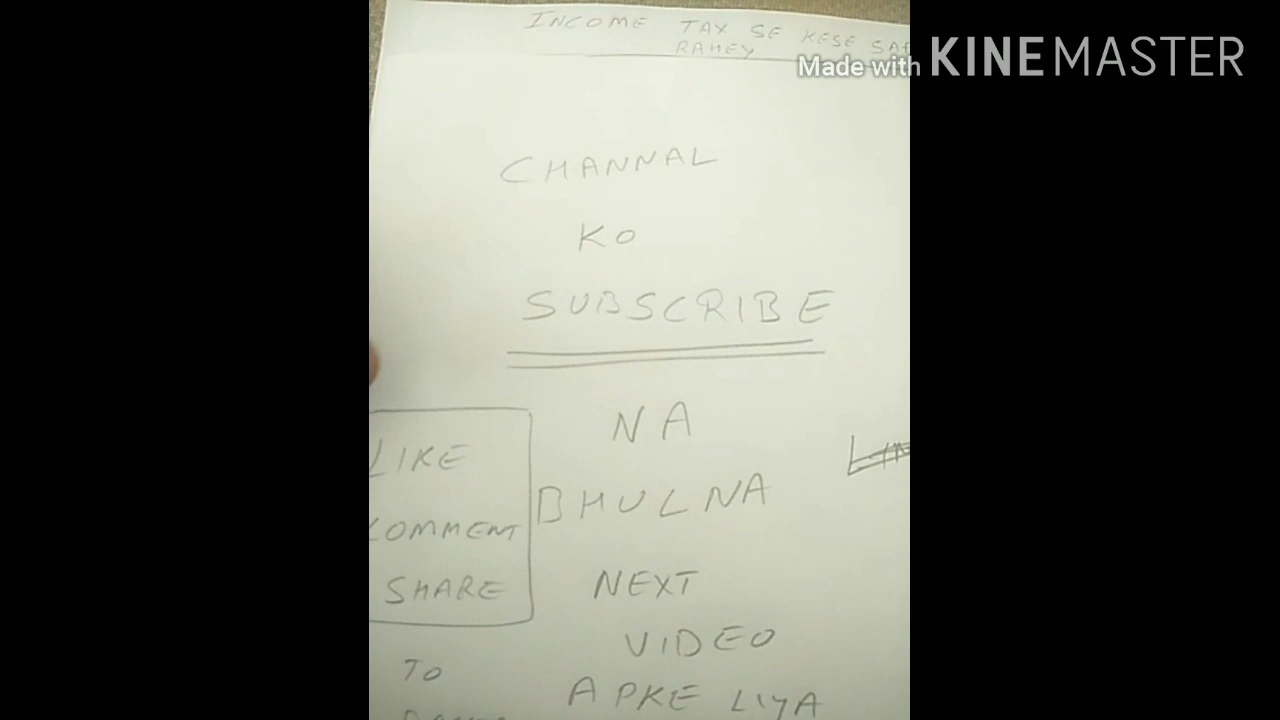 INCOME TAX SE KESE
RAHEY
Made with KINEMASTER
CHANNAL
KO
SUBSCRIBE
NA
BHULNA
LIKE
COMMENT
SHARE
NEXT
VIDEO
TO
APKE LIYA